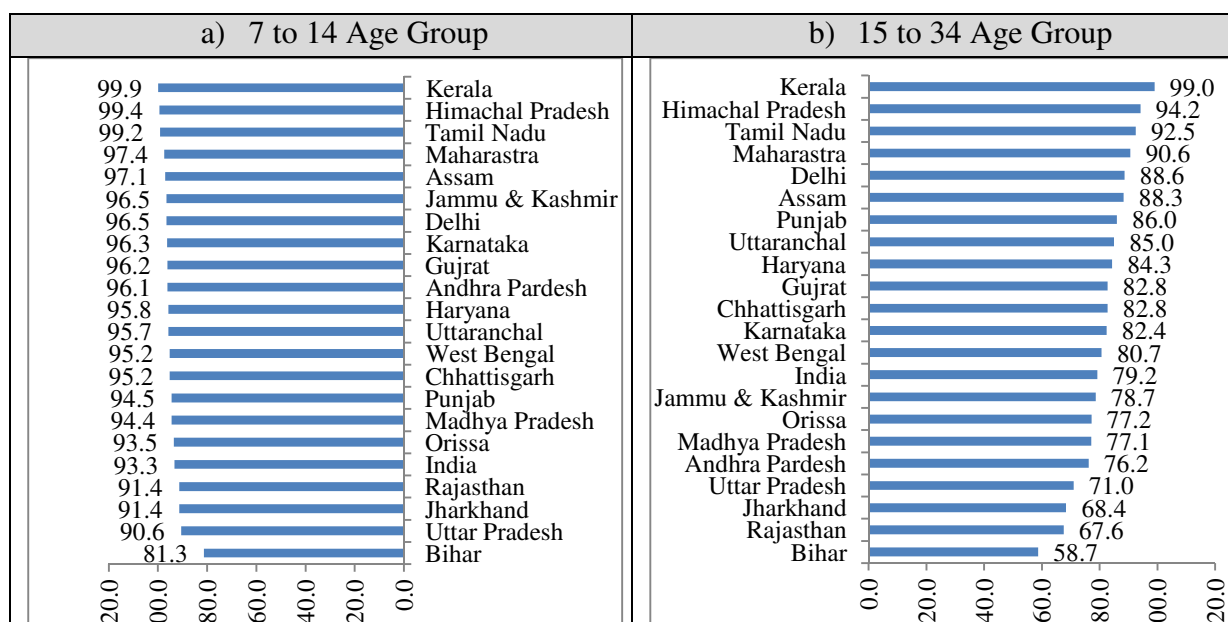 a) 7 to 14 Age Group
99.9 Kerala
99.4 Himachal Pradesh
99.2 Tamil Nadu
97.4 Maharastra
97.1 Assam
96.5 Jammu & Kashmir
96.5 Delhi
96.3 Karnataka
96.2 Gujrat
96.1 Andhra Pardesh
95.8 Haryana
95.7 Uttaranchal
95.2 West Bengal
95.2 Chhattisgarh
94.5 Punjab
94.4 Madhya Pradesh
93.5 Orissa
93.3 India
91.4 Rajasthan
91.4 Jharkhand
90.6 Uttar Pradesh
81.3 Bihar
20.0 00.0 80.0 60.0 40.0 20.0 0.0
b) 15 to 34 Age Group
Kerala 99.0
Himachal Pradesh 94.2
Tamil Nadu 92.5
Maharastra 90.6
Delhi 88.6
Assam 88.3
Punjab 86.0
Uttaranchal 85.0
Haryana 84.3
Gujrat 82.8
Chhattisgarh 82.8
Karnataka 82.4
West Bengal 80.7
India 79.2
Jammu & Kashmir 78.7
Orissa 77.2
Madhya Pradesh 77.1
Andhra Pardesh 76.2
Uttar Pradesh 71.0
Jharkhand 68.4
Rajasthan 67.6
Bihar 58.7
0.0 20.0 40.0 60.0 80.0 00.0 20.0